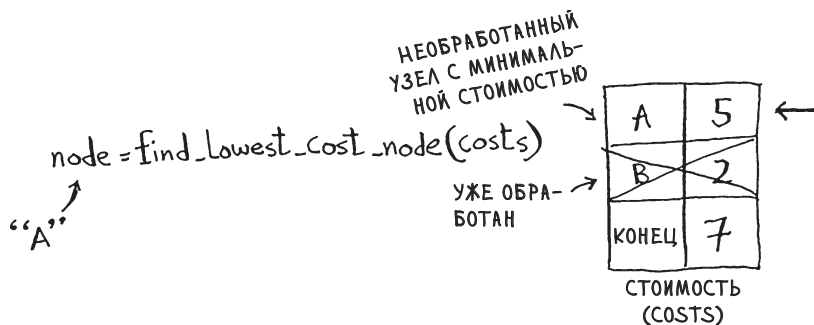 НЕОБРАБОТАННЫЙ
УЗЕЛ С МИНИМАЛЬ-
НОЙ СТОИМОСТЬЮ
node = find_lowest_cost_node(costs)
“A”
УЖЕ ОБРА-
БОТАН
A 5
B 2
КОНЕЦ 7
СТОИМОСТЬ
(COSTS)